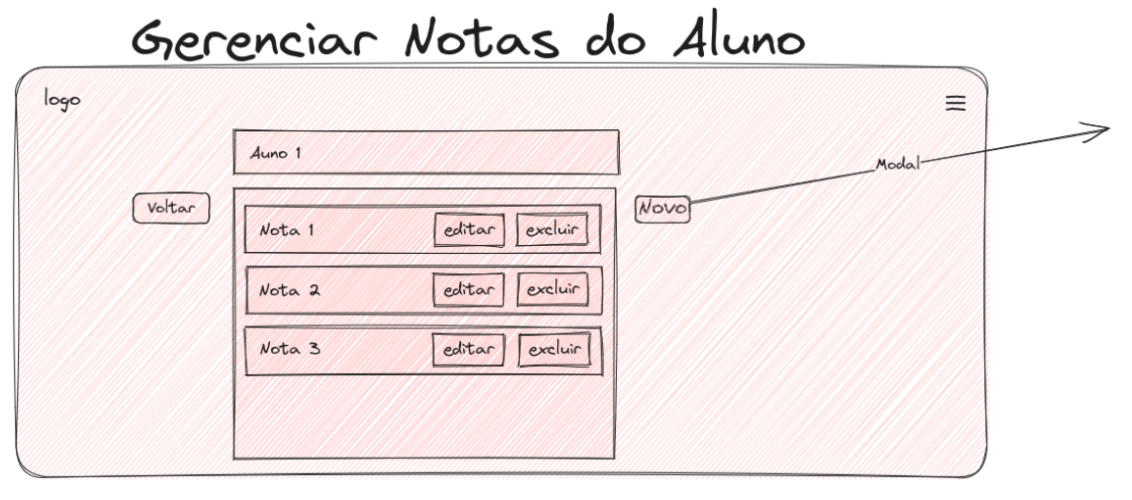 Gerenciar Notas do Aluno
logo
Auno 1
Voltar
Novo
Modal
Nota 1 editar excluir
Nota 2 editar excluir
Nota 3 editar excluir